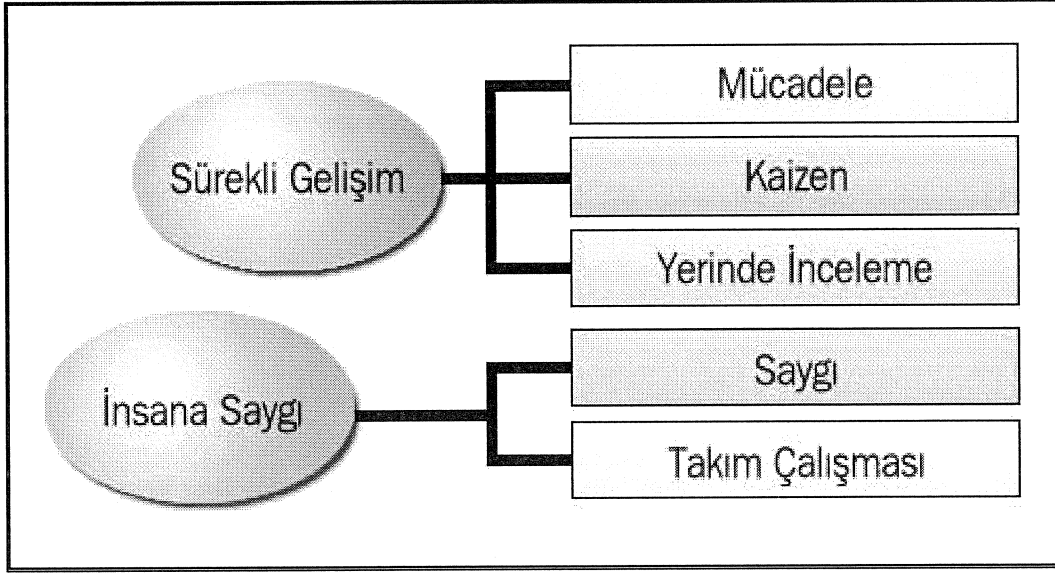 Sürekli Gelişim
Mücadele
Kaizen
Yerinde İnceleme
İnsana Saygı
Saygı
Takım Çalışması